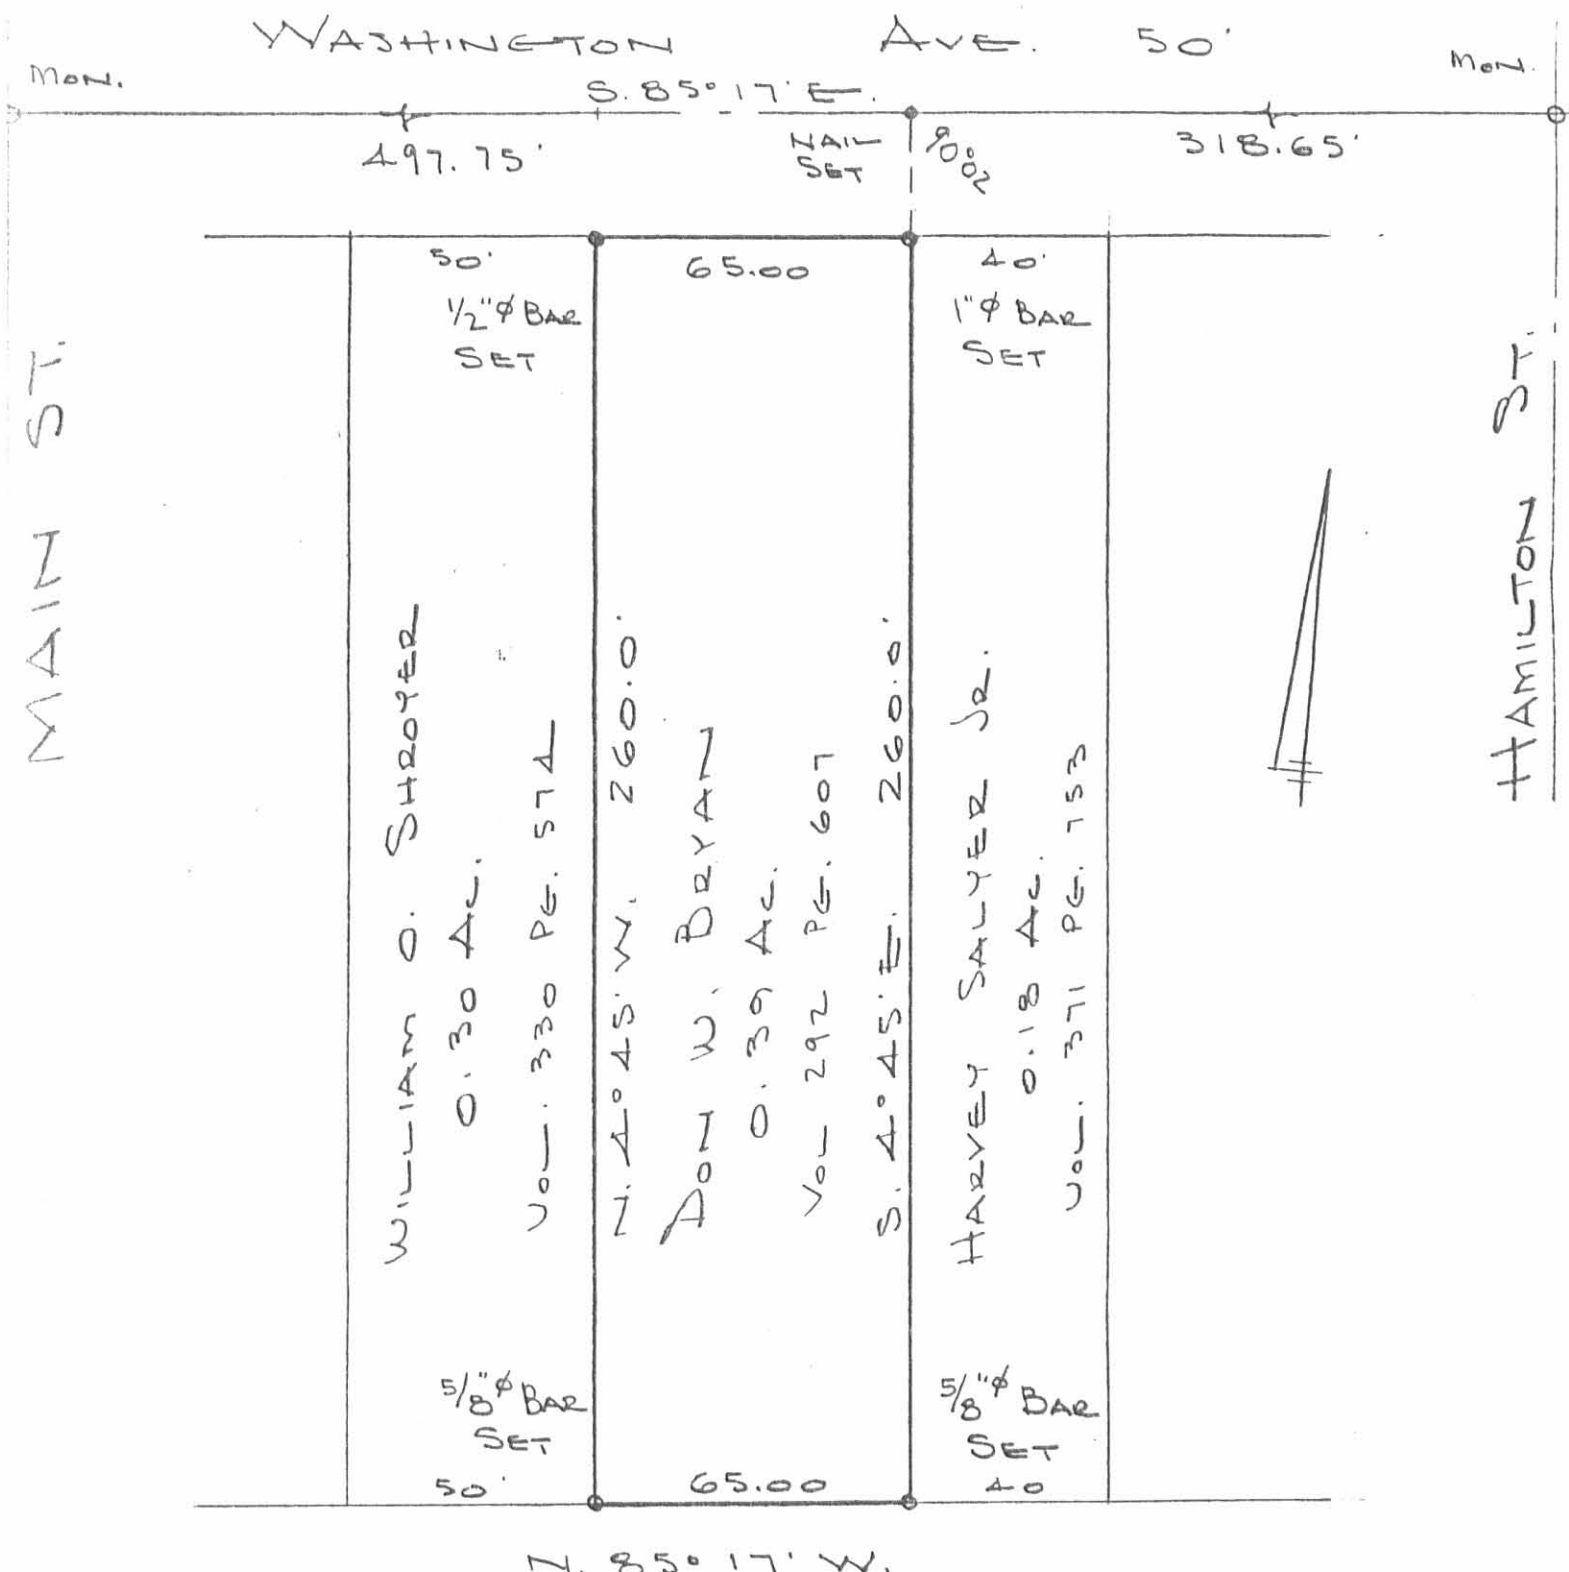 WASHINGTON AVE. 50'
MON.
S. 85° 17' E.
MON.
497.75'
NAIL
SET
90° 02'
318.65'
50'
65.00
40'
1/2"ϕ BAR
SET
1"ϕ BAR
SET
MAIN ST.
HAMILTON ST.
WILLIAM O. SHROYER
0.30 AC.
VOL. 330 PG. 574
N. 4° 45' W. 260.0'
DON W. BRYAN
0.39 AC.
VOL 292 PG. 607
S. 4° 45' E. 260.0'
HARVEY SALYER JR.
0.18 AC.
VOL. 371 PG. 753
5/8"ϕ BAR
SET
5/8"ϕ BAR
SET
50'
65.00
40
N. 85° 17' W.